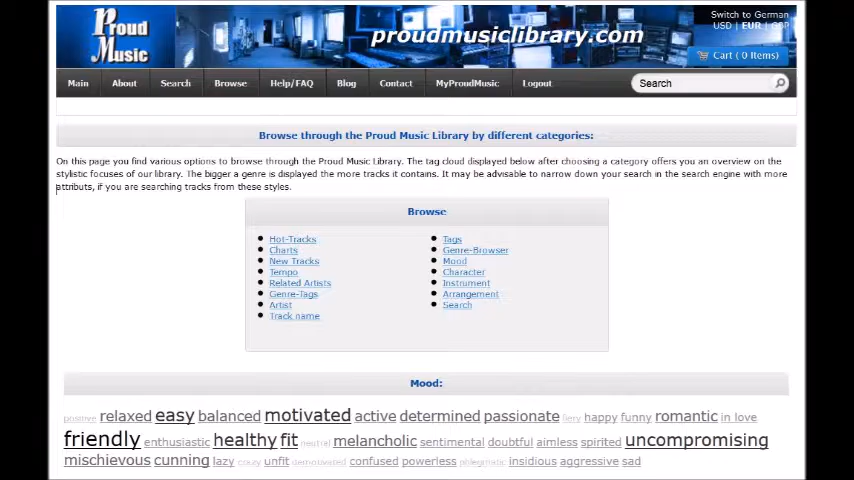 Proud
Music
proudmusiclibrary.com
Switch to German
USD | EUR | GBP
Cart ( 0 Items)
Main About Search Browse Help/FAQ Blog Contact MyProudMusic Logout Search
Browse through the Proud Music Library by different categories:
On this page you find various options to browse through the Proud Music Library. The tag cloud displayed below after choosing a category offers you an overview on the
stylistic focuses of our library. The bigger a genre is displayed the more tracks it contains. It may be advisable to narrow down your search in the search engine with more
attributs, if you are searching tracks from these styles.
Browse
Hot-Tracks
Charts
New Tracks
Tempo
Related Artists
Genre-Tags
Artist
Track name
Tags
Genre-Browser
Mood
Character
Instrument
Arrangement
Search
Mood:
positive relaxed easy balanced motivated active determined passionate fiery happy funny romantic in love
friendly enthusiastic healthy fit neutral melancholic sentimental doubtful aimless spirited uncompromising
mischievous cunning lazy crazy unfit demotivated confused powerless phlegmatic insidious aggressive sad